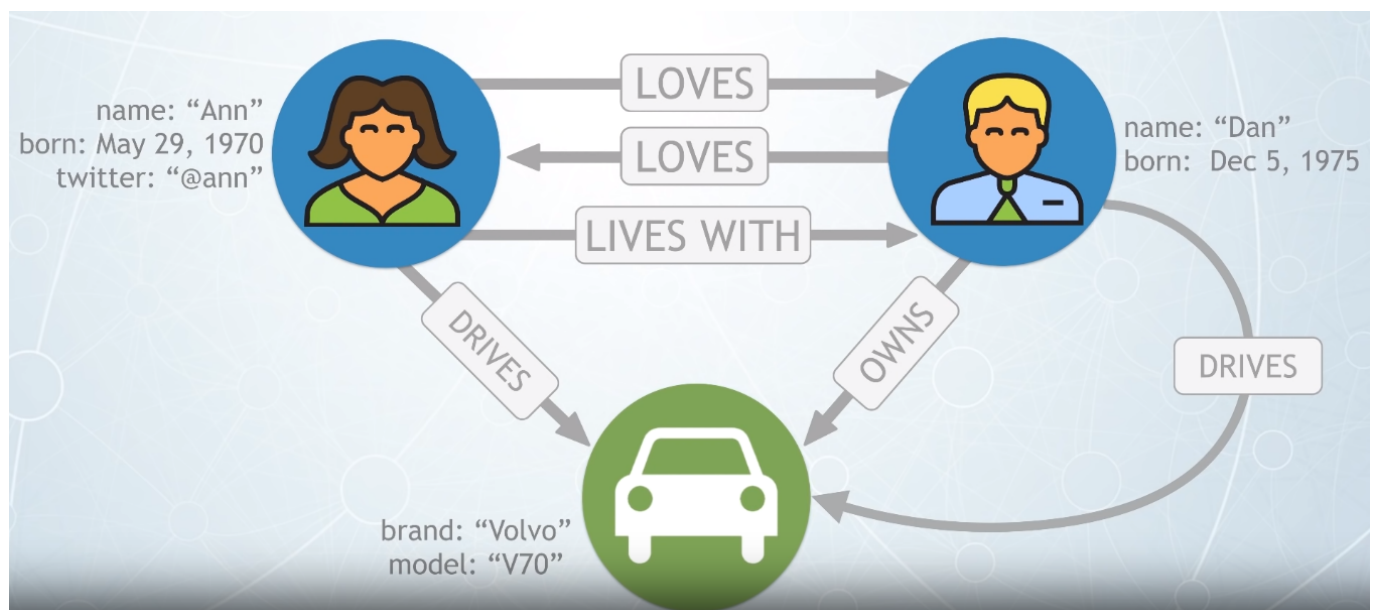 name: “Ann”
born: May 29, 1970
twitter: “@ann”
LOVES
LOVES
LIVES WITH
name: “Dan”
born: Dec 5, 1975
DRIVES
OWNS
DRIVES
brand: “Volvo”
model: “V70”